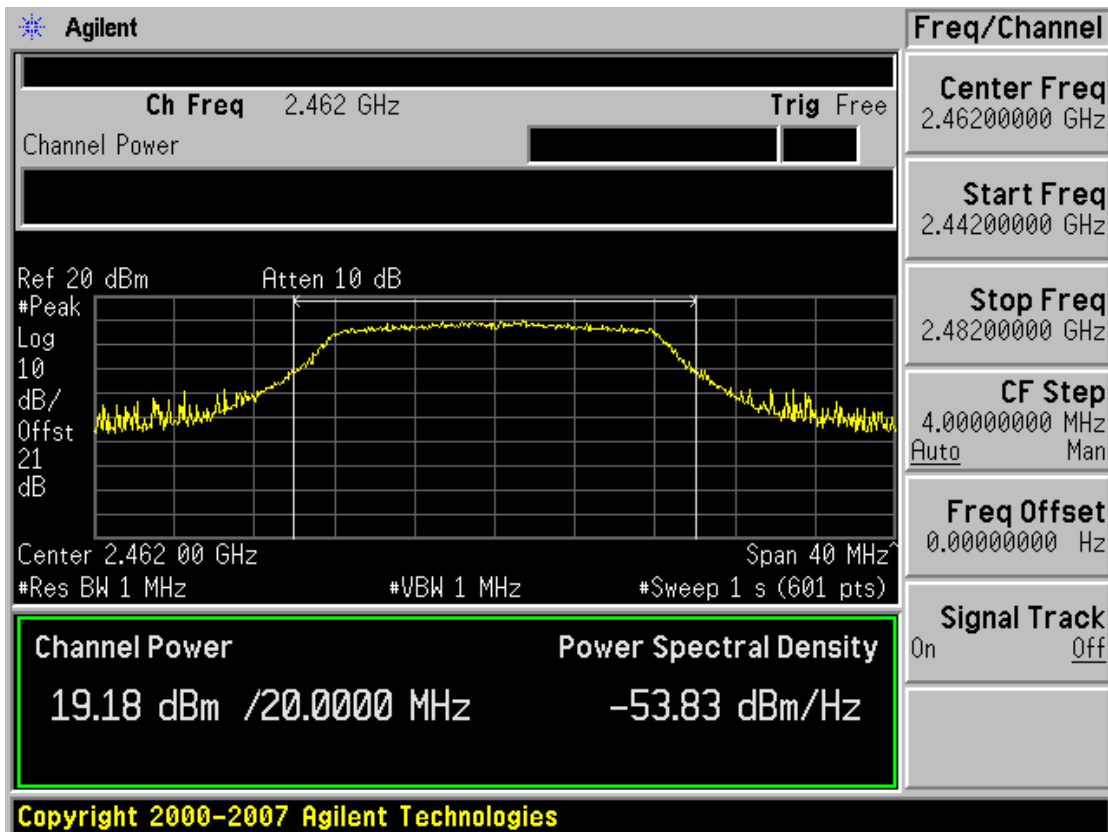 Agilent
Ch Freq 2.462 GHz Trig Free
Channel Power
Ref 20 dBm Atten 10 dB
#Peak
Log
10
dB/
Offst
21
dB
Center 2.462 00 GHz Span 40 MHz^
#Res BW 1 MHz #VBW 1 MHz #Sweep 1 s (601 pts)
Channel Power Power Spectral Density
19.18 dBm /20.0000 MHz -53.83 dBm/Hz
Copyright 2000-2007 Agilent Technologies
Freq/Channel
Center Freq
2.46200000 GHz
Start Freq
2.44200000 GHz
Stop Freq
2.48200000 GHz
CF Step
4.00000000 MHz
Auto Man
Freq Offset
0.00000000 Hz
Signal Track
On Off